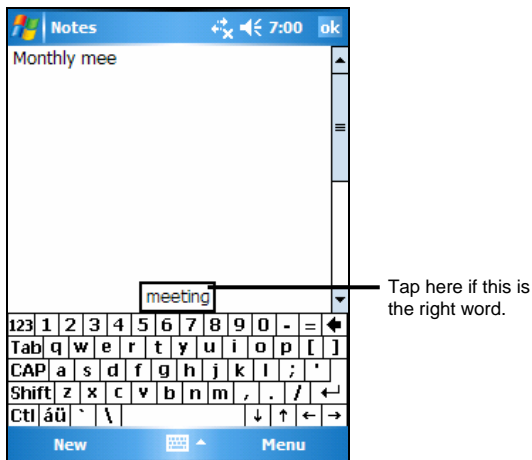 Notes 7:00 ok
Monthly mee
meeting
Tap here if this is
the right word.
123 1 2 3 4 5 6 7 8 9 0 - =
Tab q w e r t y u i o p [ ]
CAP a s d f g h j k l ; '
Shift z x c v b n m , . /
Ctl áü ` \
New Menu